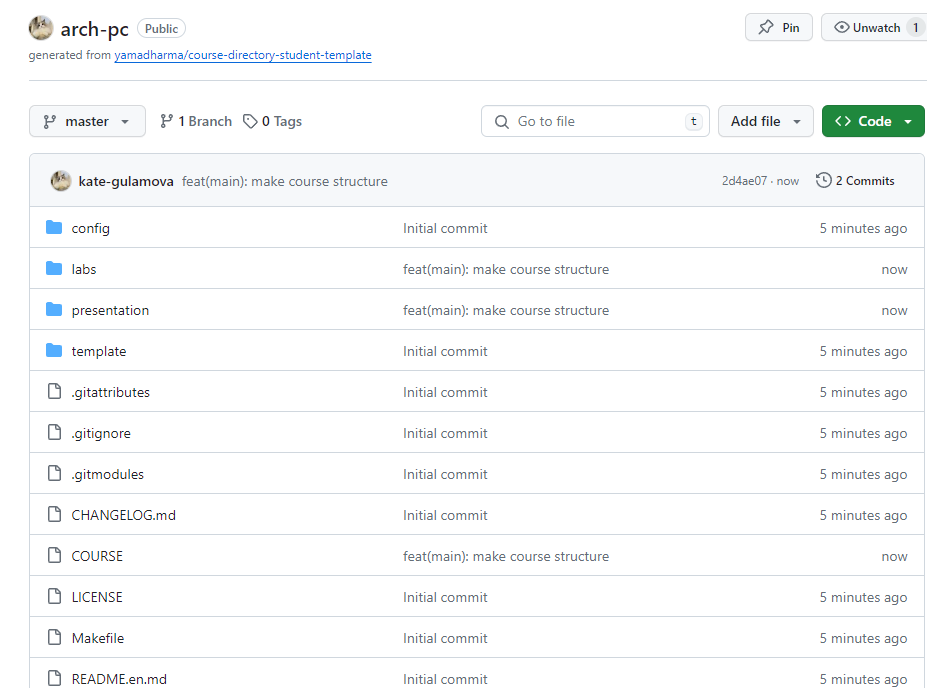 arch-pc Public Pin Unwatch 1
generated from yamadharma/course-directory-student-template
master 1 Branch 0 Tags Go to file t Add file Code
kate-gulamova feat(main): make course structure 2d4ae07 · now 2 Commits
config Initial commit 5 minutes ago
labs feat(main): make course structure now
presentation feat(main): make course structure now
template Initial commit 5 minutes ago
.gitattributes Initial commit 5 minutes ago
.gitignore Initial commit 5 minutes ago
.gitmodules Initial commit 5 minutes ago
CHANGELOG.md Initial commit 5 minutes ago
COURSE feat(main): make course structure now
LICENSE Initial commit 5 minutes ago
Makefile Initial commit 5 minutes ago
README.en.md Initial commit 5 minutes ago